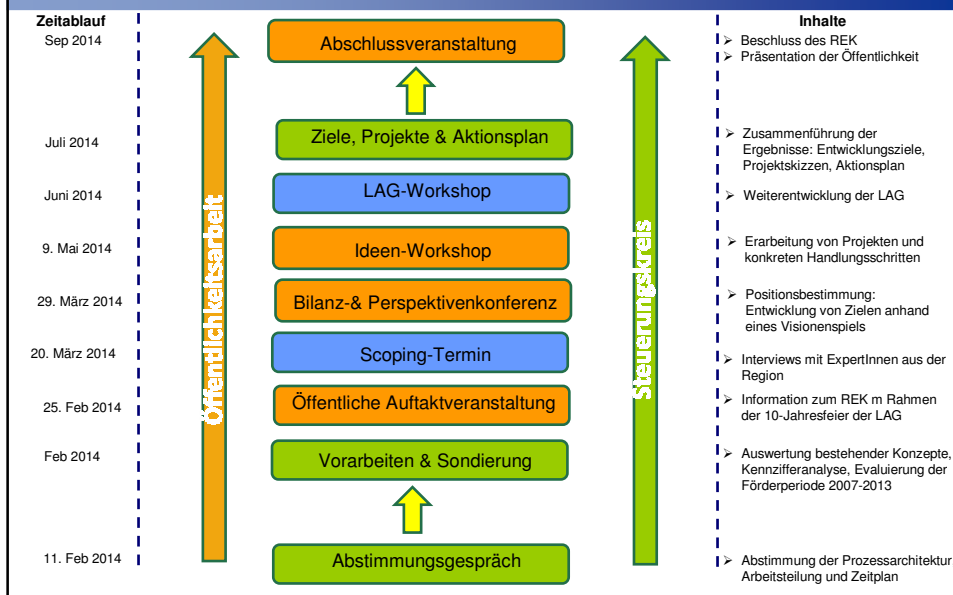 Zeitablauf
Inhalte
Sep 2014
Abschlussveranstaltung
➢ Beschluss des REK
➢ Präsentation der Öffentlichkeit
Juli 2014
Ziele, Projekte & Aktionsplan
➢ Zusammenführung der
Ergebnisse: Entwicklungsziele,
Projektskizzen, Aktionsplan
Juni 2014
LAG-Workshop
➢ Weiterentwicklung der LAG
9. Mai 2014
Ideen-Workshop
➢ Erarbeitung von Projekten und
konkreten Handlungsschritten
29. März 2014
Bilanz-& Perspektivenkonferenz
➢ Positionsbestimmung:
Entwicklung von Zielen anhand
eines Visionenspiels
20. März 2014
Scoping-Termin
➢ Interviews mit ExpertInnen aus der
Region
25. Feb 2014
Öffentliche Auftaktveranstaltung
➢ Information zum REK m Rahmen
der 10-Jahresfeier der LAG
Feb 2014
Vorarbeiten & Sondierung
➢ Auswertung bestehender Konzepte,
Kennzifferanalyse, Evaluierung der
Förderperiode 2007-2013
11. Feb 2014
Abstimmungsgespräch
➢ Abstimmung der Prozessarchitektur,
Arbeitsteilung und Zeitplan
Öffentlichkeitsarbeit
Steuerungskreis